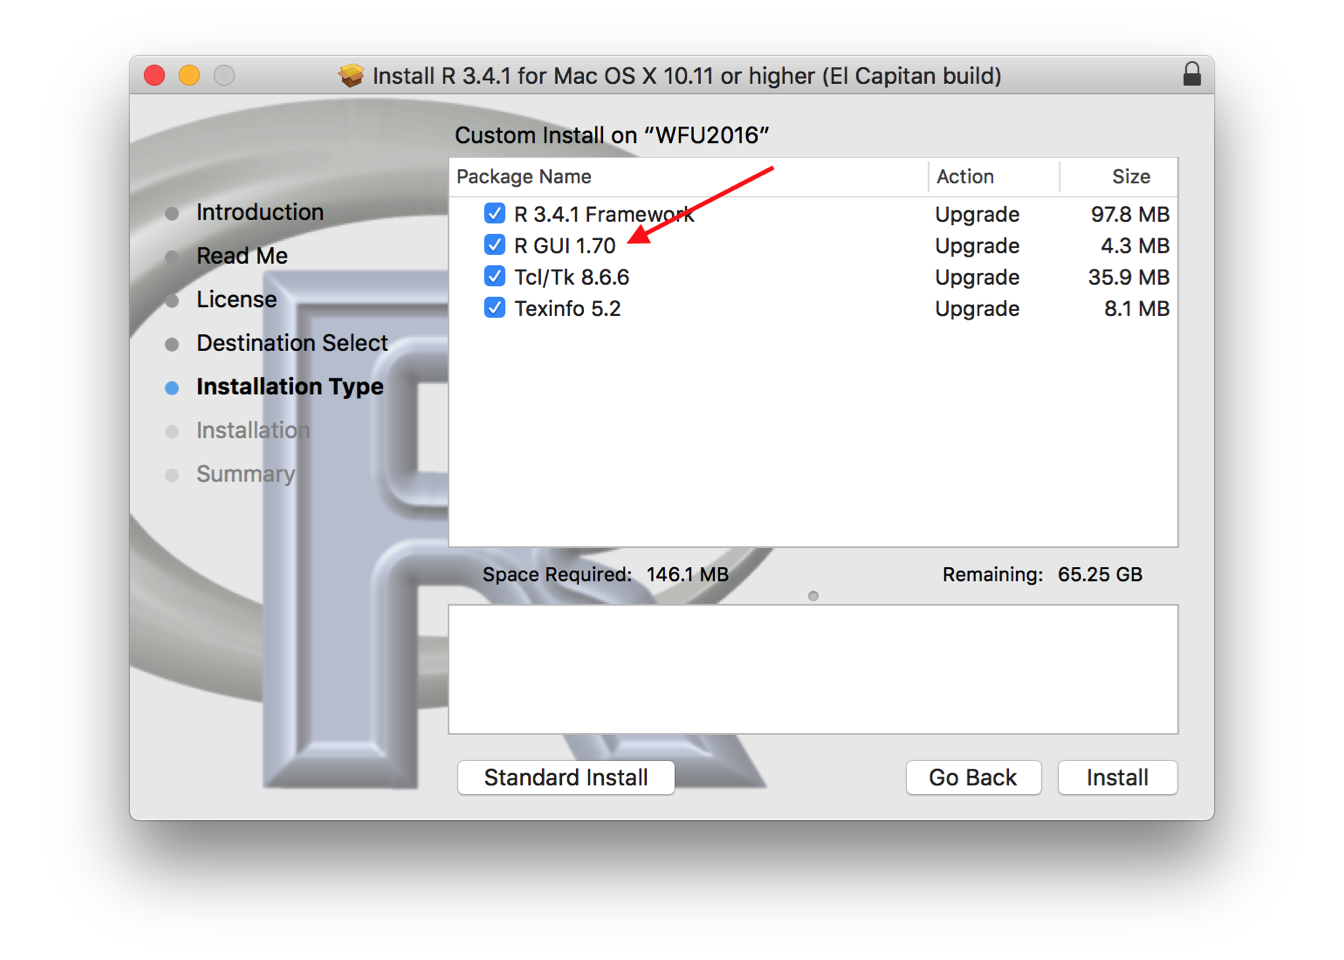 Install R 3.4.1 for Mac OS X 10.11 or higher (El Capitan build)
Custom Install on “WFU2016”
Package Name Action Size
R 3.4.1 Framework Upgrade 97.8 MB
R GUI 1.70 Upgrade 4.3 MB
Tcl/Tk 8.6.6 Upgrade 35.9 MB
Texinfo 5.2 Upgrade 8.1 MB
Introduction
Read Me
License
Destination Select
Installation Type
Installation
Summary
Space Required: 146.1 MB Remaining: 65.25 GB
Standard Install Go Back Install